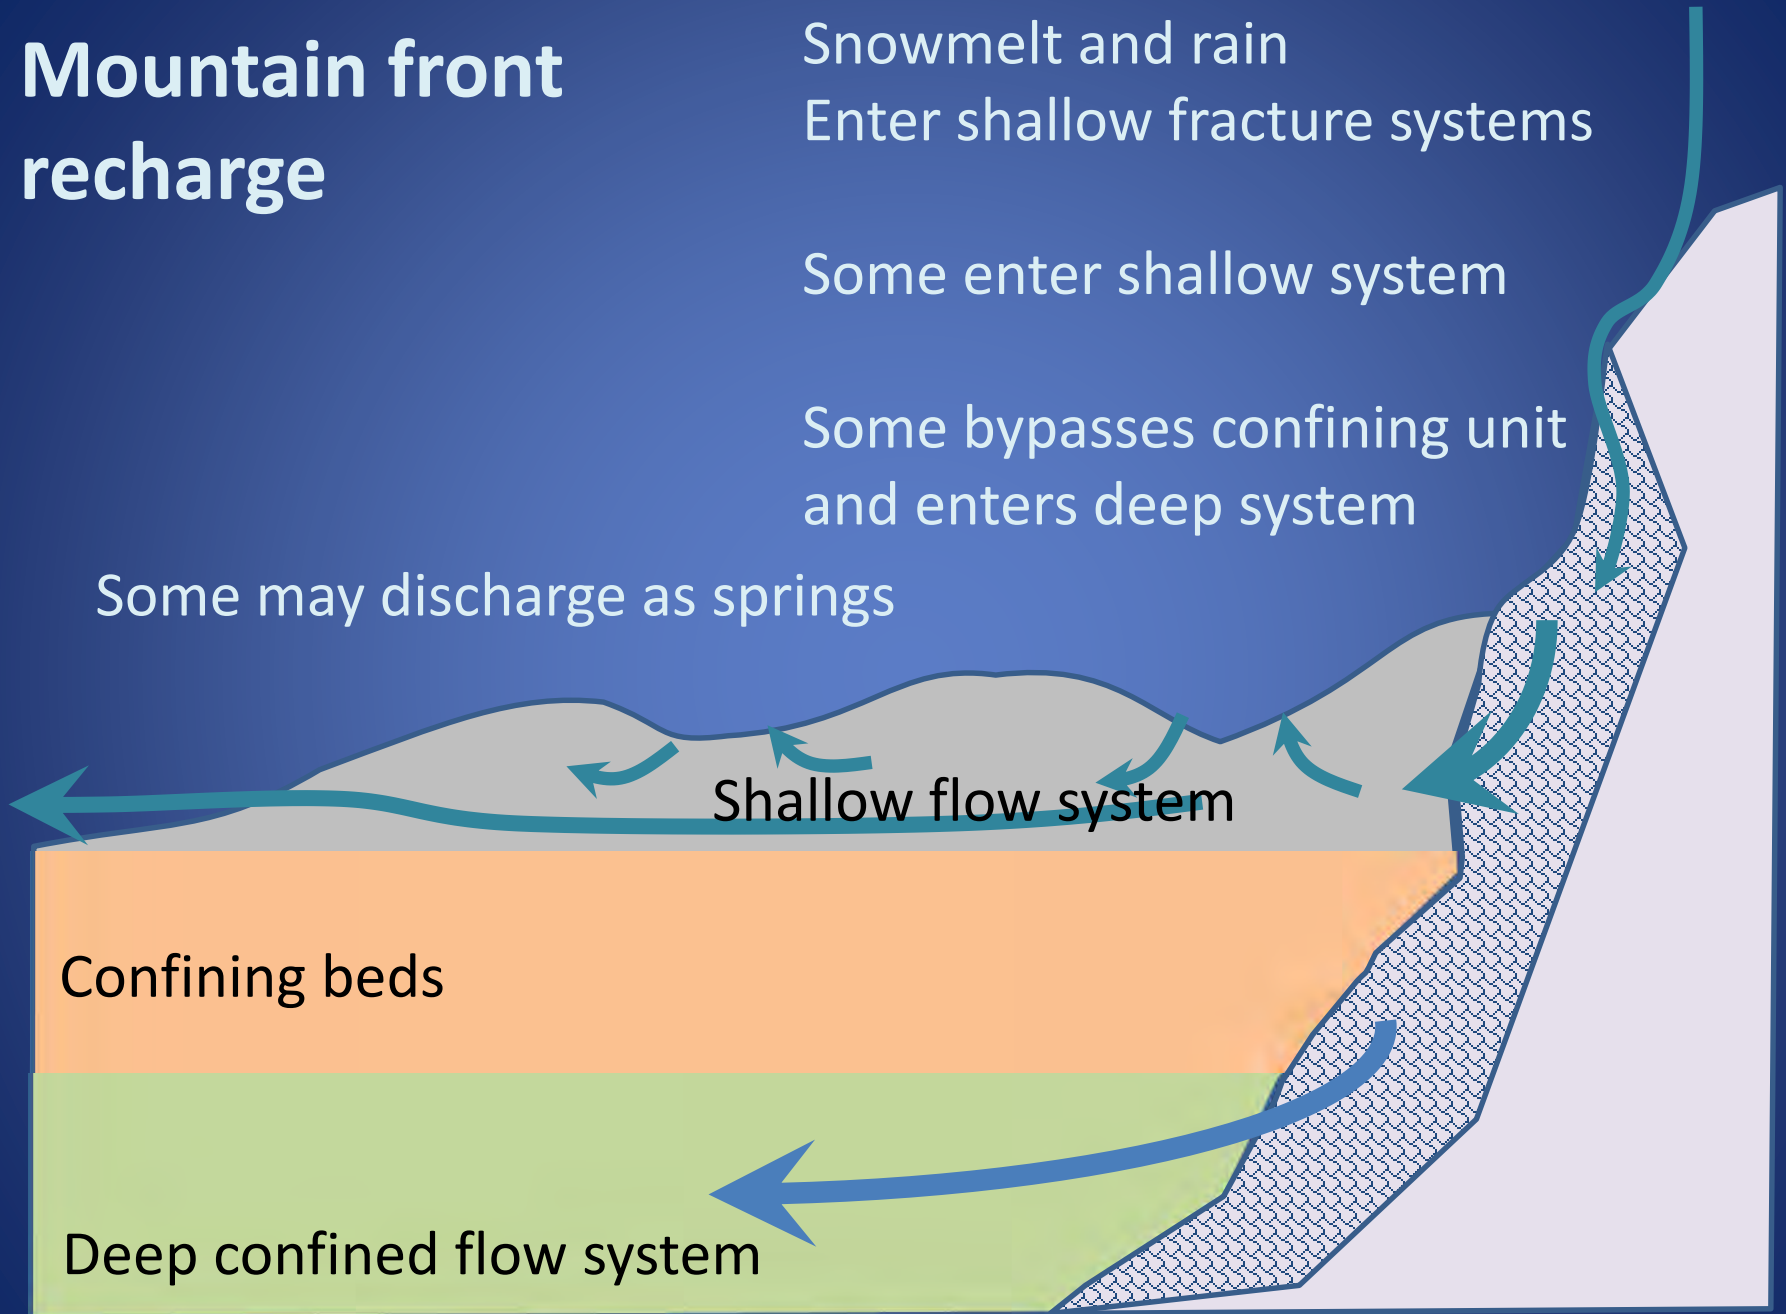 Mountain front
recharge
Snowmelt and rain
Enter shallow fracture systems
Some enter shallow system
Some bypasses confining unit
and enters deep system
Some may discharge as springs
Shallow flow system
Confining beds
Deep confined flow system